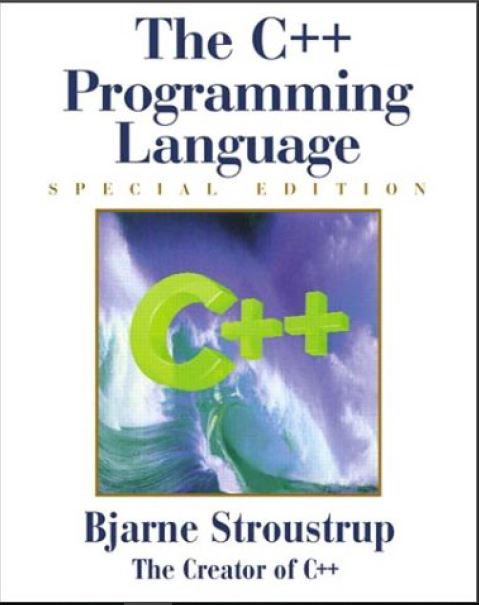 The C++
Programming
Language
SPECIAL EDITION
C++
Bjarne Stroustrup
The Creator of C++